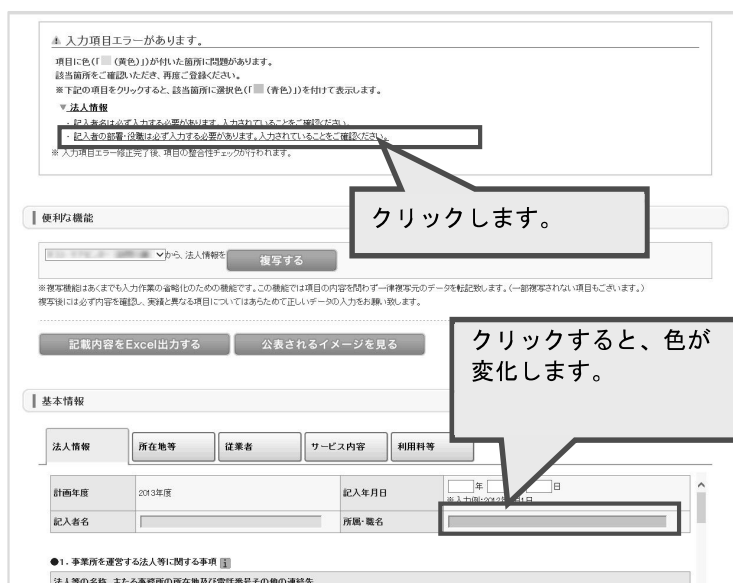 ⚠ 入力項目エラーがあります。
項目に色(「 (黄色)」)が付いた箇所に問題があります。
該当箇所をご確認いただき、再度ご登録ください。
※下記の項目をクリックすると、該当箇所に選択色(「 (青色)」)を付けて表示します。
▼ 法人情報
・ 記入者名は必ず入力する必要があります。入力されていることをご確認ください。
・ 記入者の部署・役職は必ず入力する必要があります。入力されていることをご確認ください。
※ 入力項目エラー修正完了後、項目の整合性チェックが行われます。
クリックします。
便利な機能
から、法人情報を 複写する
※複写機能はあくまでも入力作業の省略化のための機能です。この機能では項目の内容を問わず一律複写元のデータを転記致します。(一部複写されない項目もございます。)
複写後には必ず内容を確認し、実績と異なる項目についてはあらためて正しいデータの入力をお願い致します。
記載内容をExcel出力する 公表されるイメージを見る
クリックすると、色が
変化します。
基本情報
法人情報 所在地等 従業者 サービス内容 利用料等
計画年度 2013年度 記入年月日 年 日
※入力例:2012年 月1日
記入者名 所属・職名
●1. 事業所を運営する法人等に関する事項 i
法人等の名称、主たる事務所の所在地及び電話番号その他の連絡先